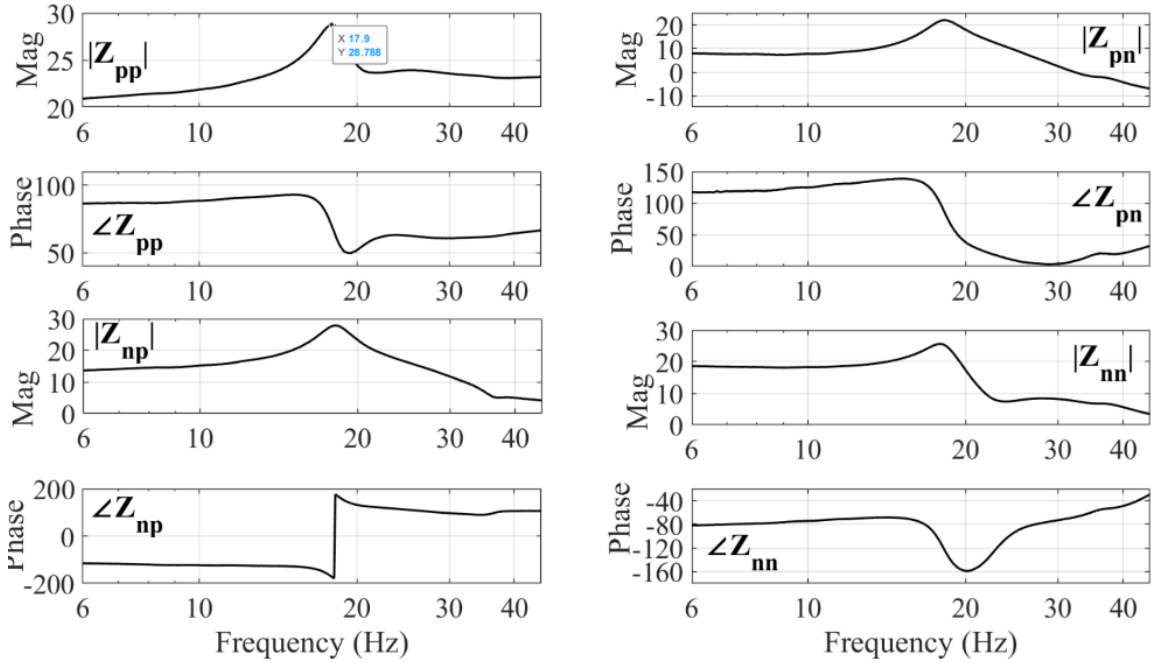 30
25
20
Mag
|Zpp|
X 17.9
Y 28.788
6 10 20 30 40
100
50
Phase
∠Zpp
6 10 20 30 40
30
20
10
0
Mag
|Znp|
6 10 20 30 40
200
0
-200
Phase
∠Znp
6 10 20 30 40
Frequency (Hz)
20
10
0
-10
Mag
|Zpn|
6 10 20 30 40
150
100
50
0
Phase
∠Zpn
6 10 20 30 40
30
20
10
0
Mag
|Znn|
6 10 20 30 40
-40
-80
-120
-160
Phase
∠Znn
6 10 20 30 40
Frequency (Hz)